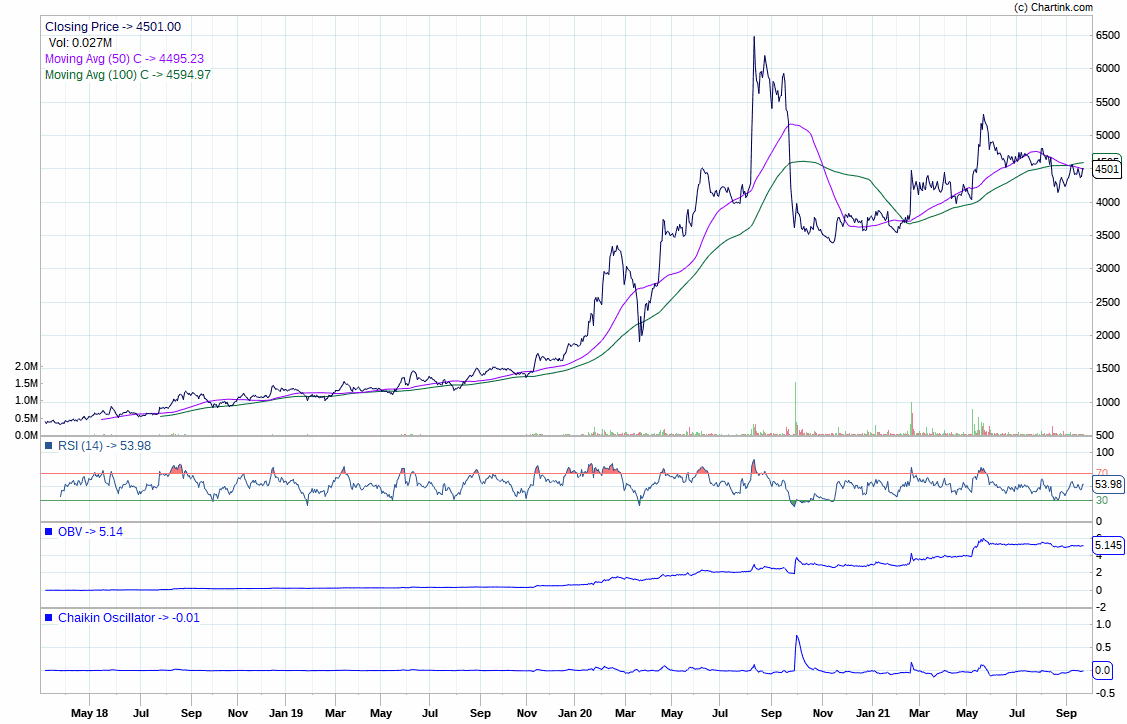 (c) Chartink.com
Closing Price -> 4501.00
Vol: 0.027M
Moving Avg (50) C -> 4495.23
Moving Avg (100) C -> 4594.97
6500
6000
5500
5000
4501
4000
3500
3000
2500
2000
1500
1000
500
2.0M
1.5M
1.0M
0.5M
0.0M
RSI (14) -> 53.98
100
70
53.98
30
0
OBV -> 5.14
5.145
4
2
0
-2
Chaikin Oscillator -> -0.01
1.0
0.5
0.0
-0.5
May 18 Jul Sep Nov Jan 19 Mar May Jul Sep Nov Jan 20 Mar May Jul Sep Nov Jan 21 Mar May Jul Sep